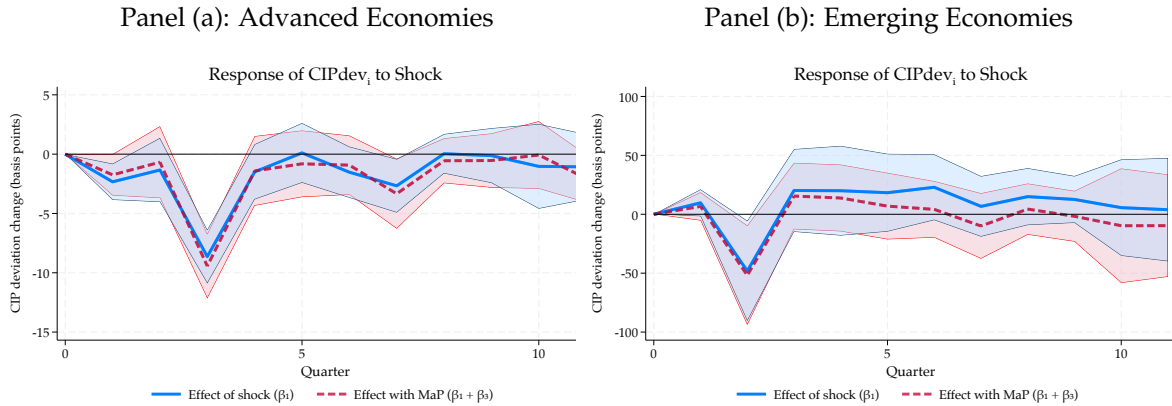 Panel (a): Advanced Economies
Response of CIPdevᵢ to Shock
CIP deviation change (basis points)
5
0
-5
-10
-15
0
5
10
Quarter
Effect of shock (β₁)
Effect with MaP (β₁ + β₃)
Panel (b): Emerging Economies
Response of CIPdevᵢ to Shock
CIP deviation change (basis points)
100
50
0
-50
-100
0
5
10
Quarter
Effect of shock (β₁)
Effect with MaP (β₁ + β₃)